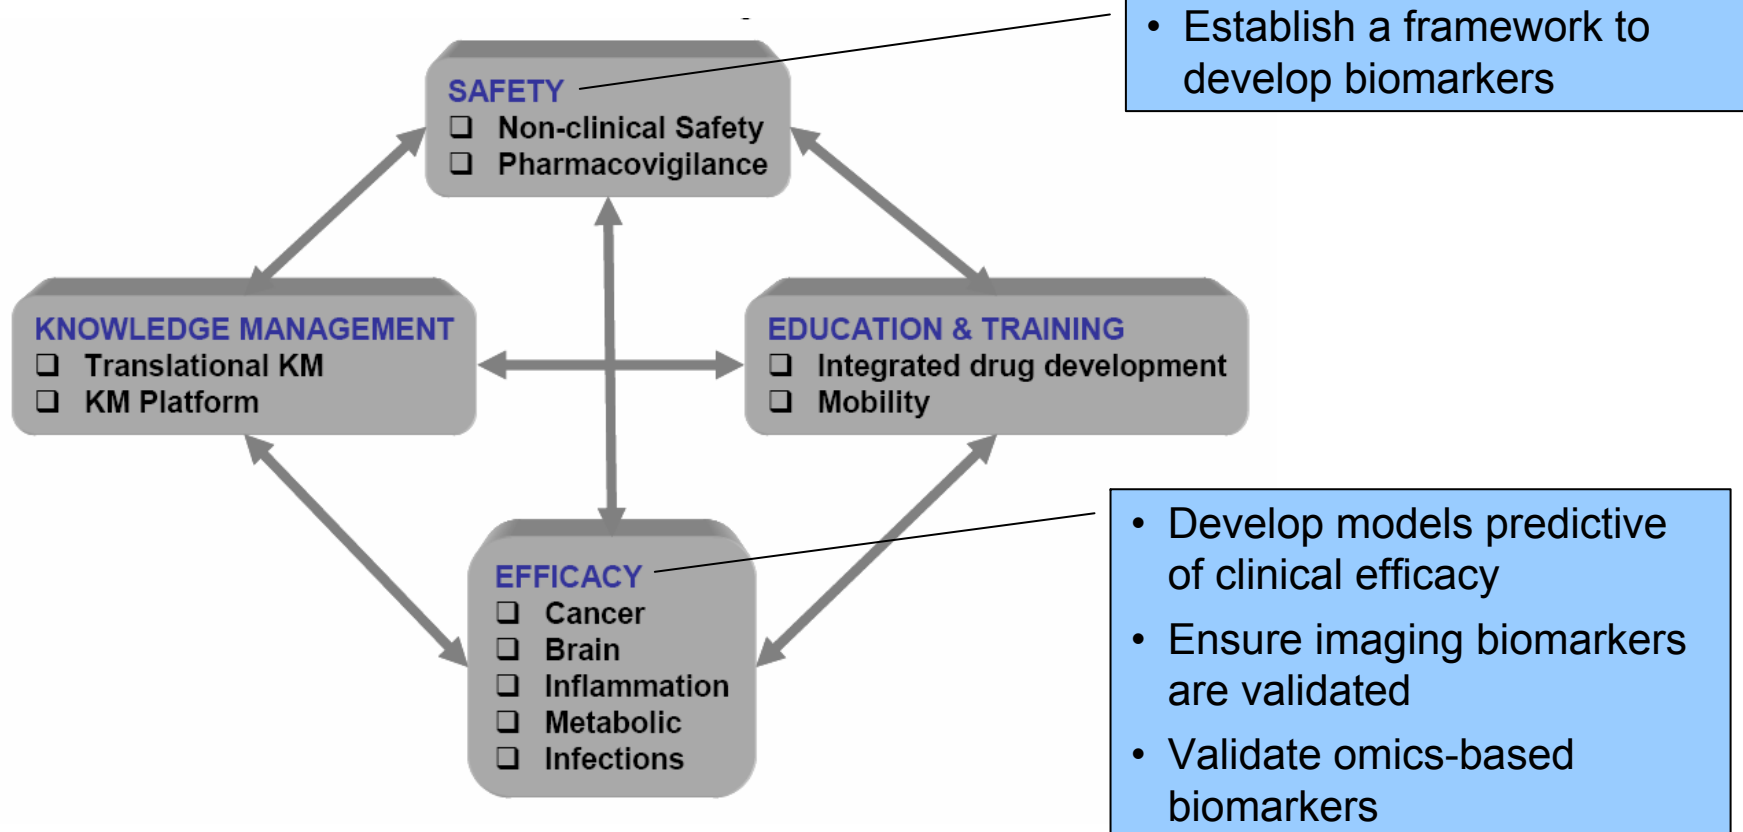 • Establish a framework to
develop biomarkers
SAFETY
❑ Non-clinical Safety
❑ Pharmacovigilance
KNOWLEDGE MANAGEMENT
❑ Translational KM
❑ KM Platform
EDUCATION & TRAINING
❑ Integrated drug development
❑ Mobility
EFFICACY
❑ Cancer
❑ Brain
❑ Inflammation
❑ Metabolic
❑ Infections
• Develop models predictive
of clinical efficacy
• Ensure imaging biomarkers
are validated
• Validate omics-based
biomarkers